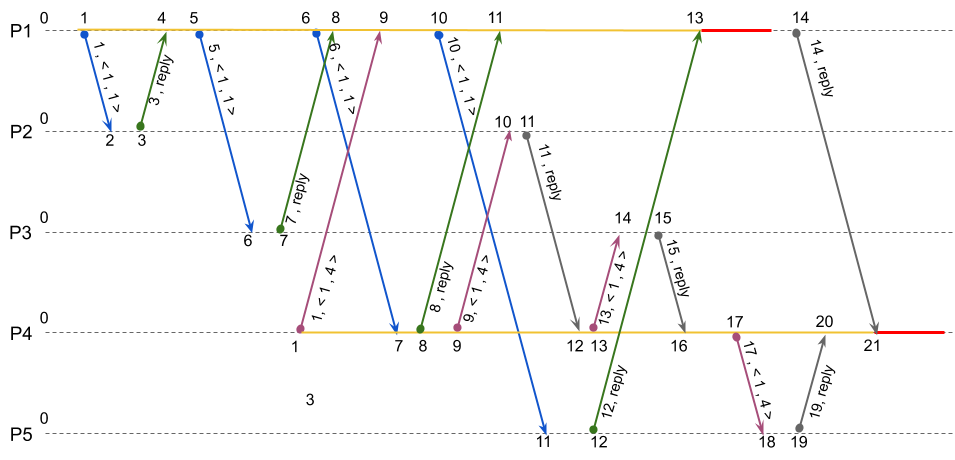 P1 0 1 4 5 6 8 9 10 11 13 14
1, < 1, 1 >
3, reply
5, < 1, 1 >
6, < 1, 1 >
10, < 1, 1 >
14, reply
P2 0 2 3 10 11
7, reply
11, reply
P3 0 6 7 14 15
1, < 1, 4 >
8, reply
9, < 1, 4 >
13, < 1, 4 >
15, reply
P4 0 1 7 8 9 12 13 16 17 20 21
12, reply
17, < 1, 4 >
19, reply
3
P5 0 11 12 18 19